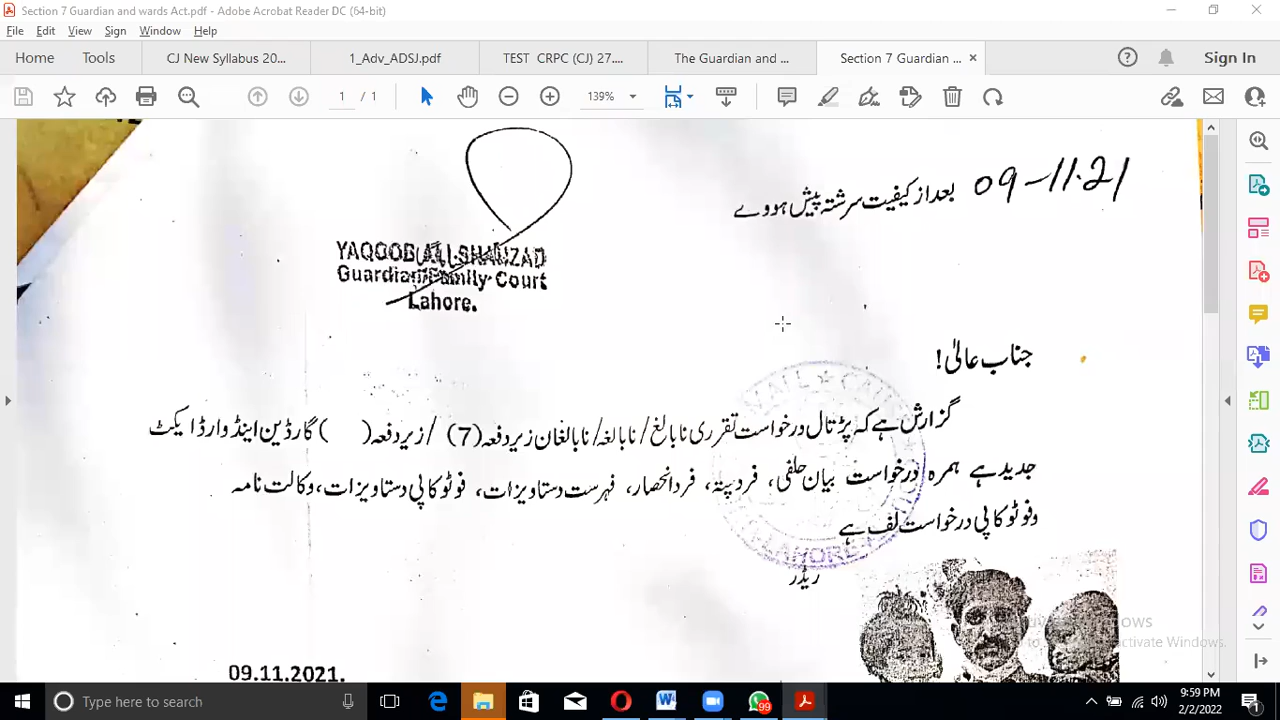 Section 7 Guardian and wards Act.pdf - Adobe Acrobat Reader DC (64-bit)
File Edit View Sign Window Help
Home Tools CJ New Syllabus 20... 1_Adv_ADSJ.pdf TEST CRPC (CJ) 27.... The Guardian and ... Section 7 Guardian ... × Sign In
1 / 1 139%
09-11.21
بعد از کیفیت سرشتہ پیش ہووے
YAQOOB ALI SHAHZAD
Guardian/Family Court
Lahore.
جناب عالیٰ!
گزارش ہے کہ پڑتال درخواست تقرری نابالغ/نابالغہ/نابالغان زیر دفعہ (7) /زیر دفعہ( ) گارڈین اینڈ وارڈ ایکٹ
جدید ہے ہمرہ درخواست بیان حلفی، فرد پتہ، فرد انحصار، فہرست دستاویزات، فوٹو کاپی دستاویزات، وکالت نامہ
وفوٹو کاپی درخواست لف ہے
LAHORE
ریڈر
09.11.2021.
Type here to search
99
9:59 PM
2/2/2022
1